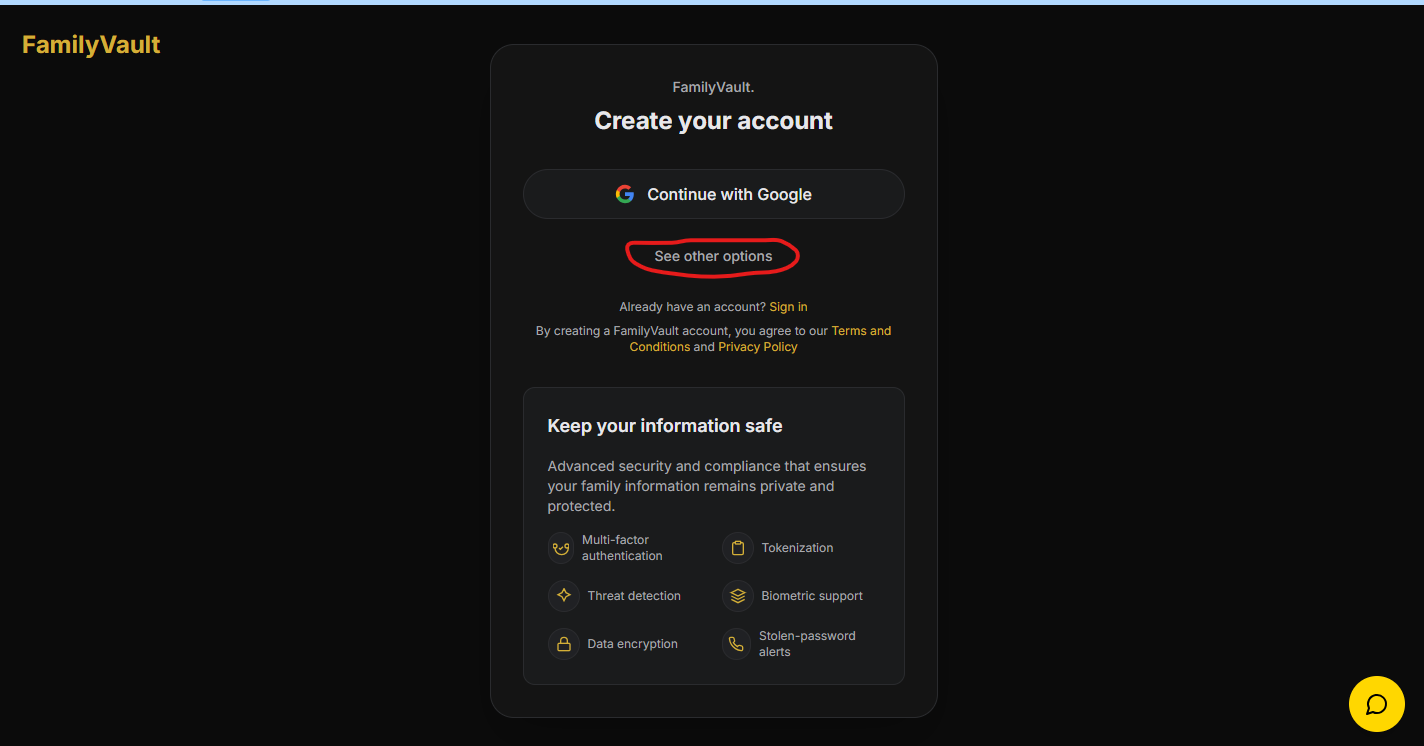 FamilyVault
FamilyVault.
Create your account
Continue with Google
See other options
Already have an account? Sign in
By creating a FamilyVault account, you agree to our Terms and
Conditions and Privacy Policy
Keep your information safe
Advanced security and compliance that ensures
your family information remains private and
protected.
Multi-factor
authentication
Tokenization
Threat detection
Biometric support
Data encryption
Stolen-password
alerts